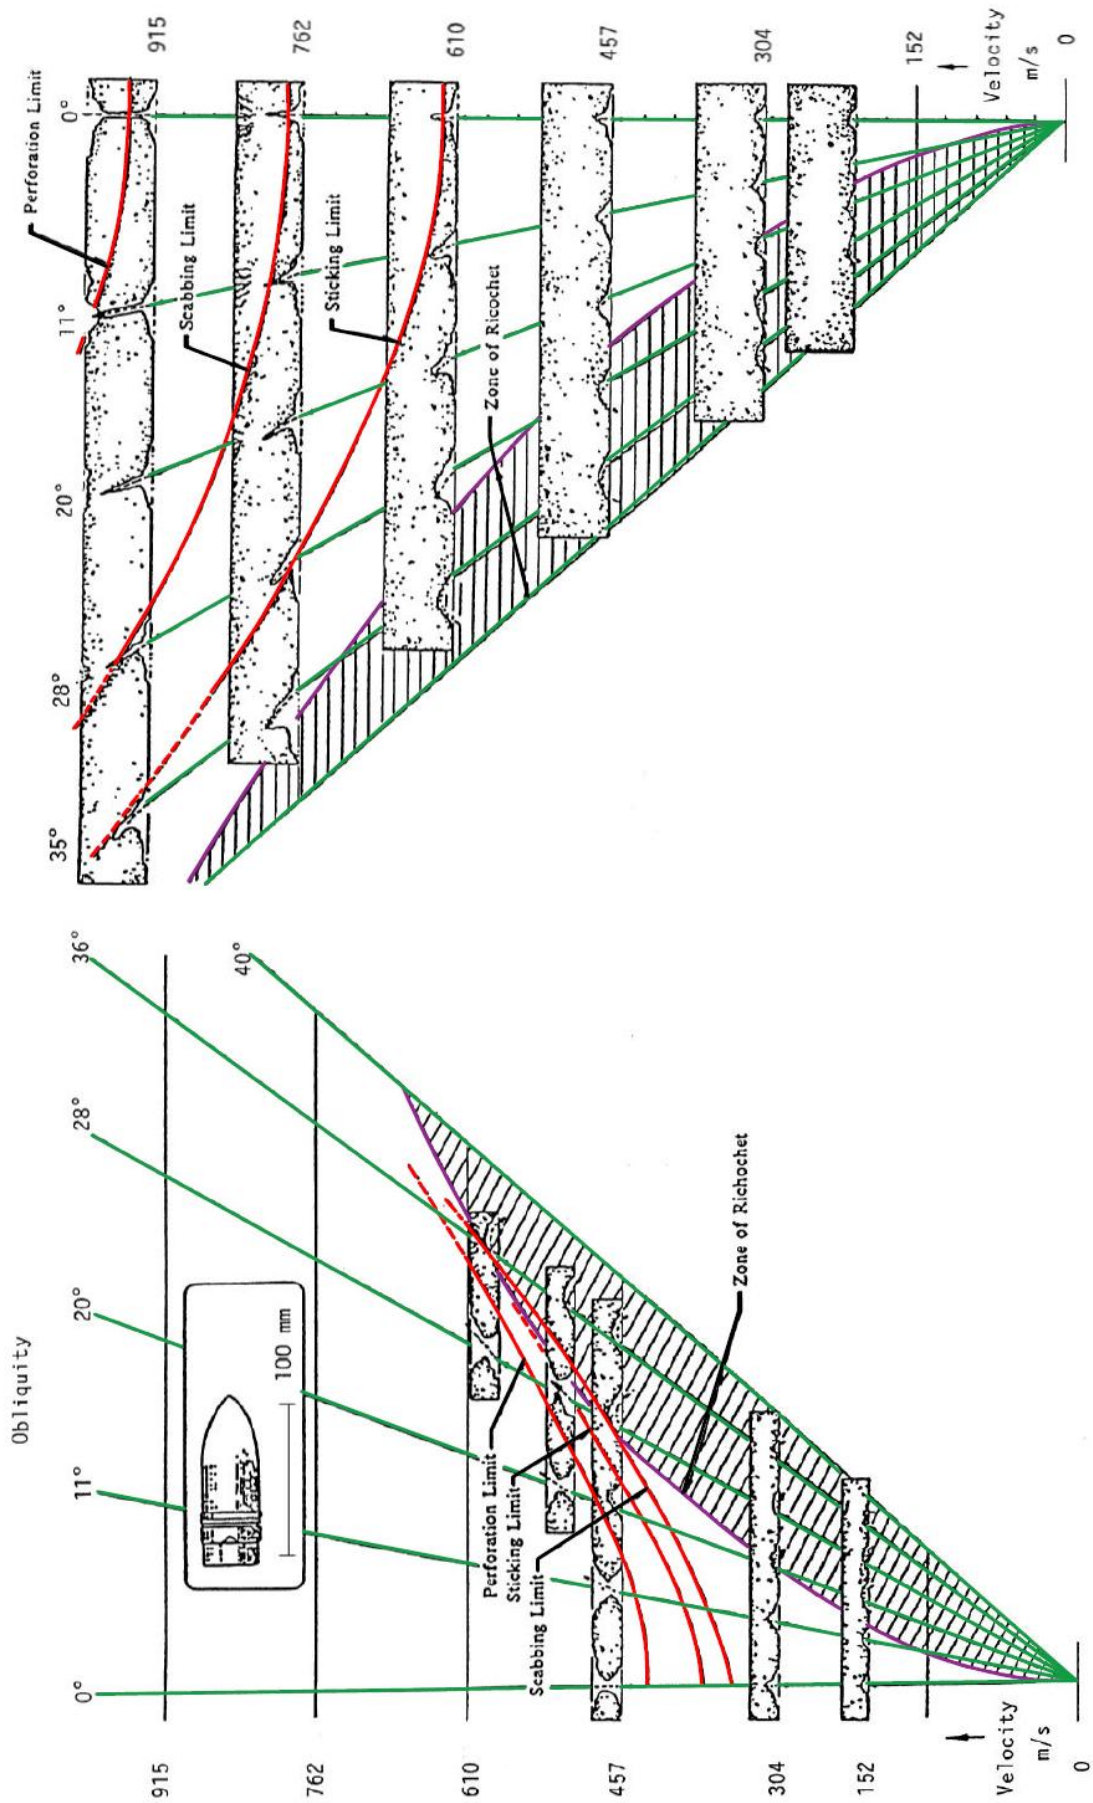 Obliquity
0°
11°
20°
28°
36°
40°
915
762
610
457
304
152
0
Velocity
m/s
100 mm
Perforation Limit
Sticking Limit
Scabbing Limit
Zone of Richochet
35°
28°
20°
11°
0°
Perforation Limit
Scabbing Limit
Sticking Limit
Zone of Ricochet
915
762
610
457
304
152
Velocity
m/s
0